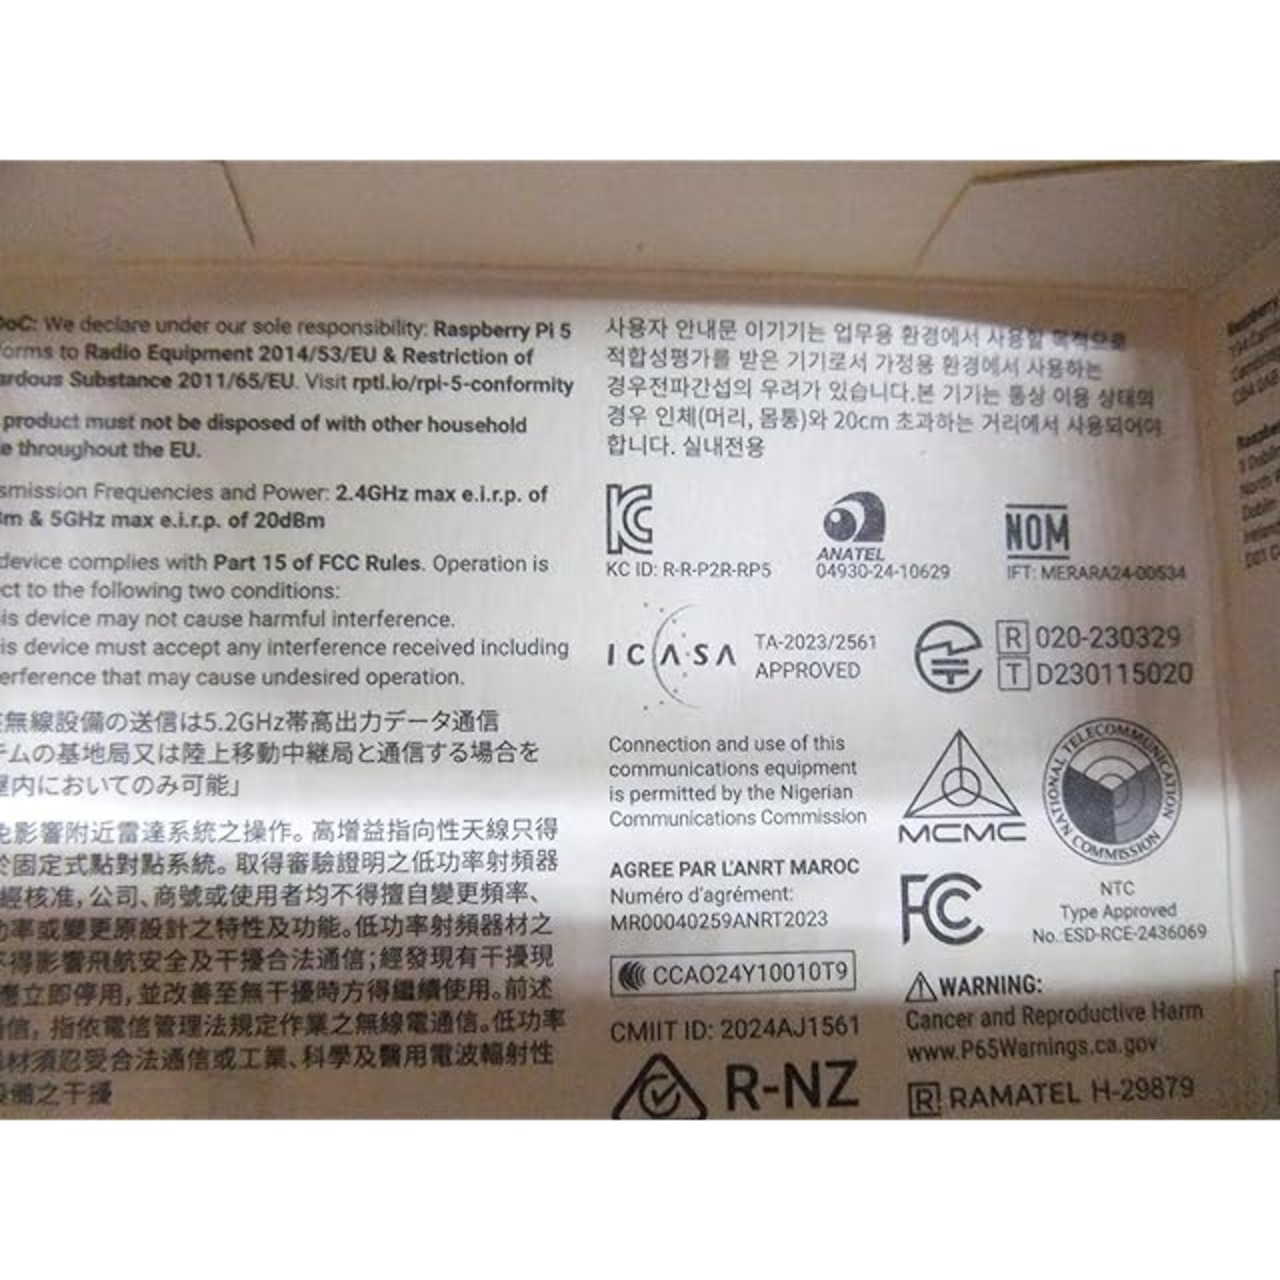 DoC: We declare under our sole responsibility: Raspberry Pi 5
orms to Radio Equipment 2014/53/EU & Restriction of
ardous Substance 2011/65/EU. Visit rptl.io/rpi-5-conformity
product must not be disposed of with other household
e throughout the EU.
smission Frequencies and Power: 2.4GHz max e.i.r.p. of
m & 5GHz max e.i.r.p. of 20dBm
device complies with Part 15 of FCC Rules. Operation is
ct to the following two conditions:
is device may not cause harmful interference.
is device must accept any interference received including
erference that may cause undesired operation.
無線設備の送信は5.2GHz帯高出力データ通信
テムの基地局又は陸上移動中継局と通信する場合を
屋内においてのみ可能」
免影響附近雷達系統之操作。高增益指向性天線只得
於固定式點對點系統。取得審驗證明之低功率射頻器
經核准，公司、商號或使用者均不得擅自變更頻率、
功率或變更原設計之特性及功能。低功率射頻器材之
不得影響飛航安全及干擾合法通信；經發現有干擾現
應立即停用，並改善至無干擾時方得繼續使用。前述
信，指依電信管理法規定作業之無線電通信。低功率
材須忍受合法通信或工業、科學及醫用電波輻射性
設備之干擾
사용자 안내문 이기기는 업무용 환경에서 사용할 목적으로
적합성평가를 받은 기기로서 가정용 환경에서 사용하는
경우전파간섭의 우려가 있습니다.본 기기는 통상 이용 상태의
경우 인체(머리, 몸통)와 20cm 초과하는 거리에서 사용되어야
합니다. 실내전용
KC
KC ID: R-R-P2R-RP5
ANATEL
04930-24-10629
NOM
IFT: MERARA24-00534
ICASA
TA-2023/2561
APPROVED
R 020-230329
T D230115020
Connection and use of this
communications equipment
is permitted by the Nigerian
Communications Commission
MCMC
NATIONAL TELECOMMUNICATION COMMISSION
AGREE PAR L'ANRT MAROC
Numéro d'agrément:
MR00040259ANRT2023
FC
NTC
Type Approved
No.:ESD-RCE-2436069
CCAO24Y10010T9
CMIIT ID: 2024AJ1561
R-NZ
WARNING:
Cancer and Reproductive Harm
www.P65Warnings.ca.gov
R RAMATEL H-29879
Raspberry